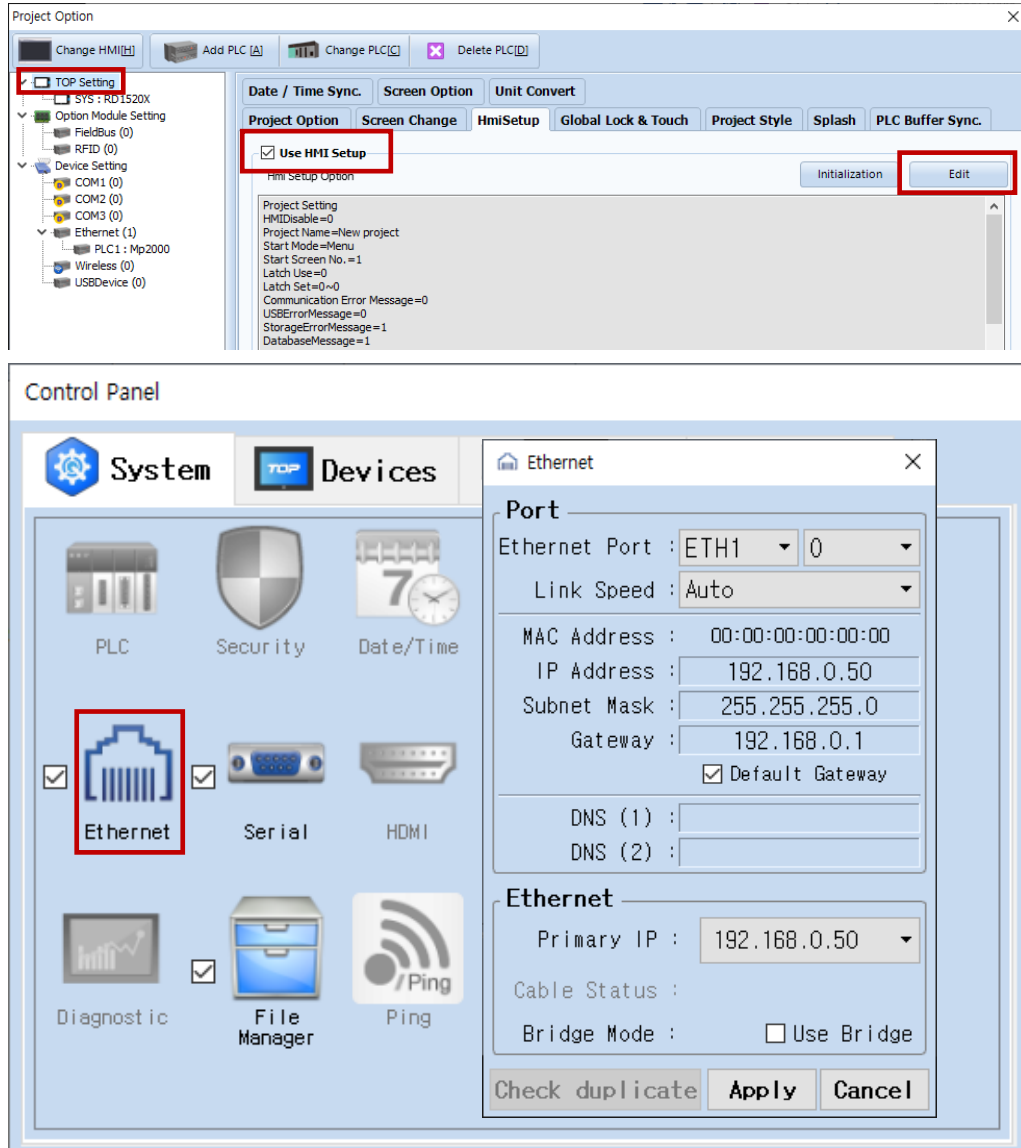 Project Option
Change HMI[H] Add PLC [A] Change PLC[C] Delete PLC[D]
TOP Setting
SYS : RD1520X
Option Module Setting
FieldBus (0)
RFID (0)
Device Setting
COM1 (0)
COM2 (0)
COM3 (0)
Ethernet (1)
PLC1 : Mp2000
Wireless (0)
USBDevice (0)
Date / Time Sync. Screen Option Unit Convert
Project Option Screen Change HmiSetup Global Lock & Touch Project Style Splash PLC Buffer Sync.
Use HMI Setup
Hmi Setup Option Initialization Edit
Project Setting
HMIDisable=0
Project Name=New project
Start Mode=Menu
Start Screen No.=1
Latch Use=0
Latch Set=0~0
Communication Error Message=0
USBErrorMessage=0
StorageErrorMessage=1
DatabaseMessage=1
Control Panel
System TOP Devices
PLC Security 7 Date/Time
Ethernet Serial HDMI
Diagnostic File Manager /Ping Ping
Ethernet
Port
Ethernet Port : ETH1 0
Link Speed : Auto
MAC Address : 00:00:00:00:00:00
IP Address : 192.168.0.50
Subnet Mask : 255.255.255.0
Gateway : 192.168.0.1
Default Gateway
DNS (1) :
DNS (2) :
Ethernet
Primary IP : 192.168.0.50
Cable Status :
Bridge Mode : Use Bridge
Check duplicate Apply Cancel